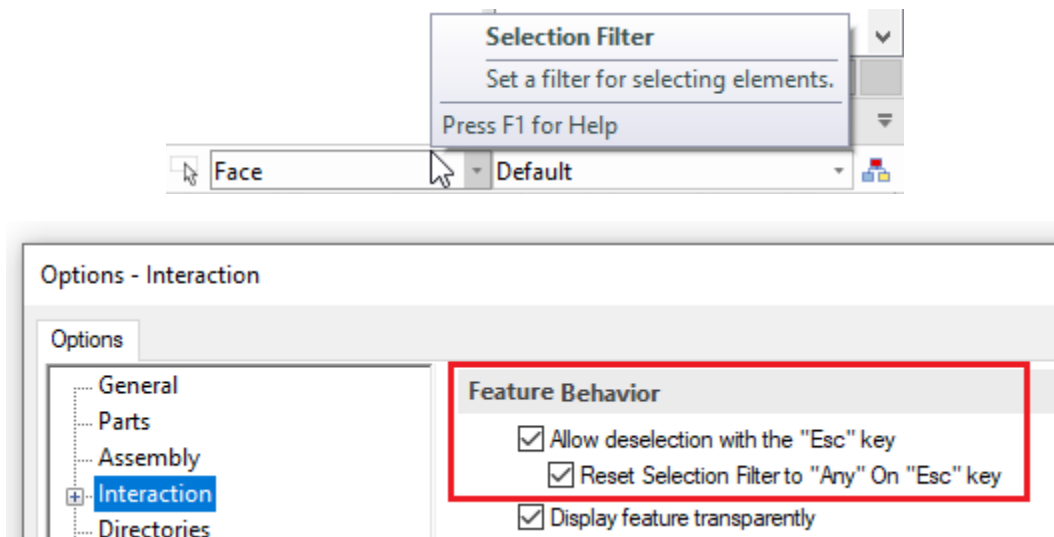 Selection Filter
Set a filter for selecting elements.
Press F1 for Help
Face Default
Options - Interaction
Options
General
Parts
Assembly
Interaction
Directories
Feature Behavior
Allow deselection with the "Esc" key
Reset Selection Filter to "Any" On "Esc" key
Display feature transparently